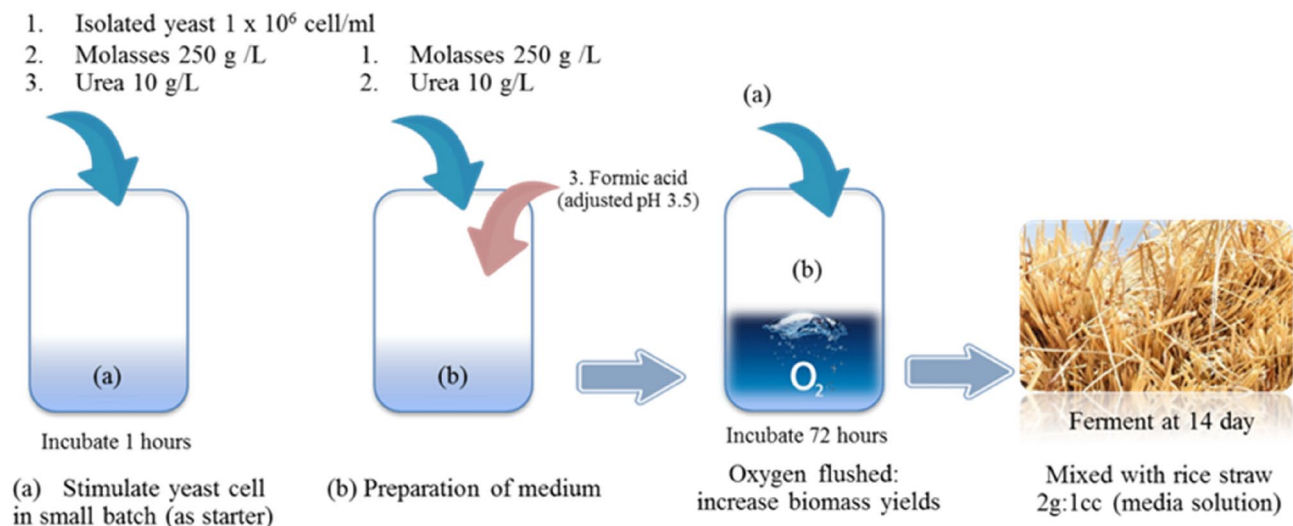 1. Isolated yeast 1 x 10⁶ cell/ml
2. Molasses 250 g /L
3. Urea 10 g/L
(a)
Incubate 1 hours
(a) Stimulate yeast cell
in small batch (as starter)
1. Molasses 250 g /L
2. Urea 10 g/L
3. Formic acid
(adjusted pH 3.5)
(b)
(b) Preparation of medium
(a)
(b)
O₂
Incubate 72 hours
Oxygen flushed:
increase biomass yields
Ferment at 14 day
Mixed with rice straw
2g:1cc (media solution)